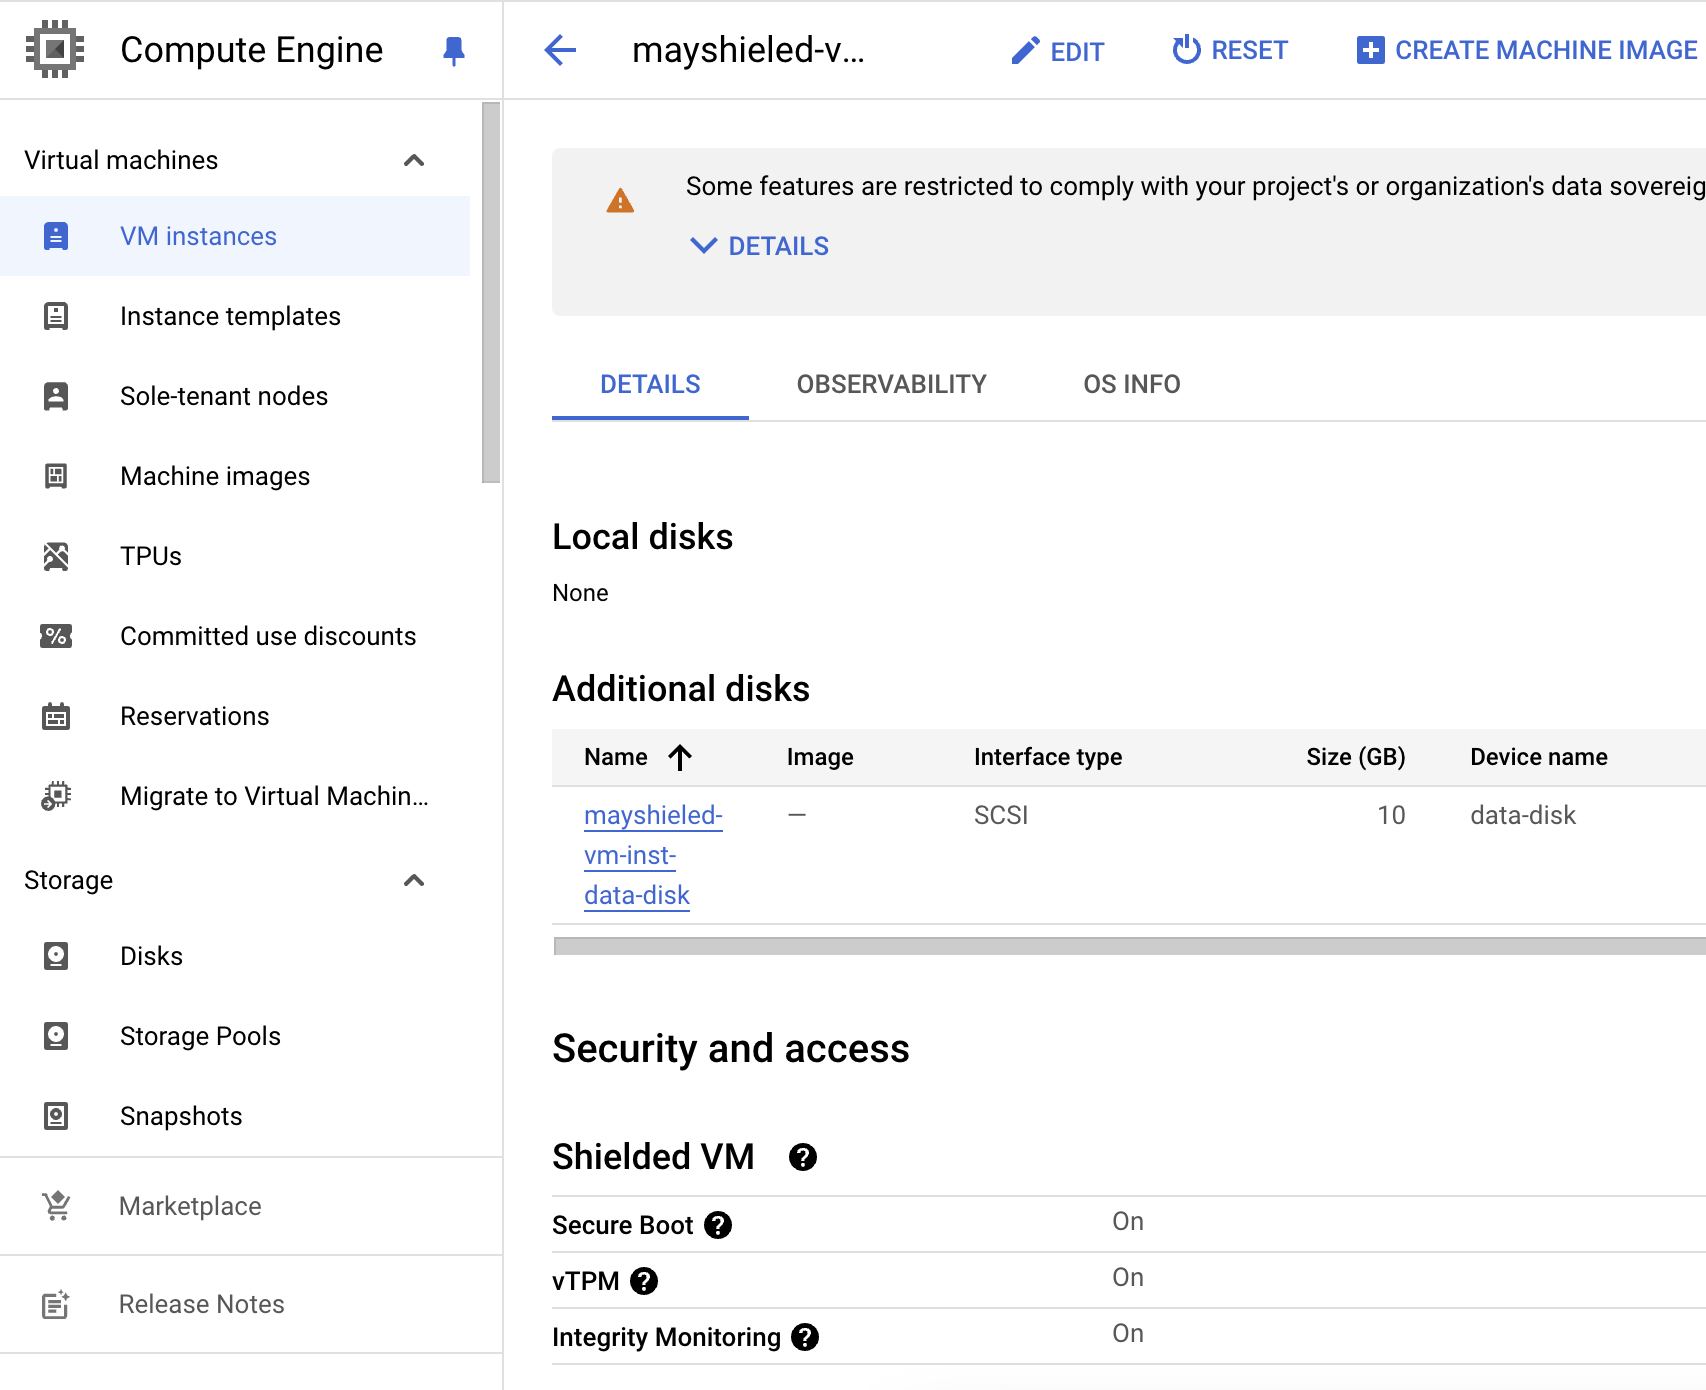 Compute Engine
mayshieled-v...
EDIT
RESET
CREATE MACHINE IMAGE
Virtual machines
VM instances
Instance templates
Sole-tenant nodes
Machine images
TPUs
Committed use discounts
Reservations
Migrate to Virtual Machin...
Storage
Disks
Storage Pools
Snapshots
Marketplace
Release Notes
Some features are restricted to comply with your project's or organization's data sovereig
DETAILS
DETAILS OBSERVABILITY OS INFO
Local disks
None
Additional disks
Name Image Interface type Size (GB) Device name
mayshieled- — SCSI 10 data-disk
vm-inst-
data-disk
Security and access
Shielded VM
Secure Boot On
vTPM On
Integrity Monitoring On